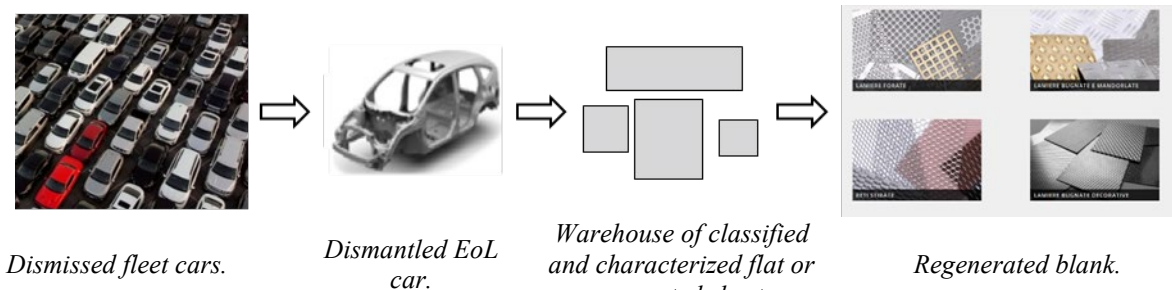 LAMIERE FORATE
LAMIERE BUGNATE E MANDORLATE
RETI STIRATE
LAMIERE BUGNATE DECORATIVE
Dismissed fleet cars.
Dismantled EoL
car.
Warehouse of classified
and characterized flat or
Regenerated blank.